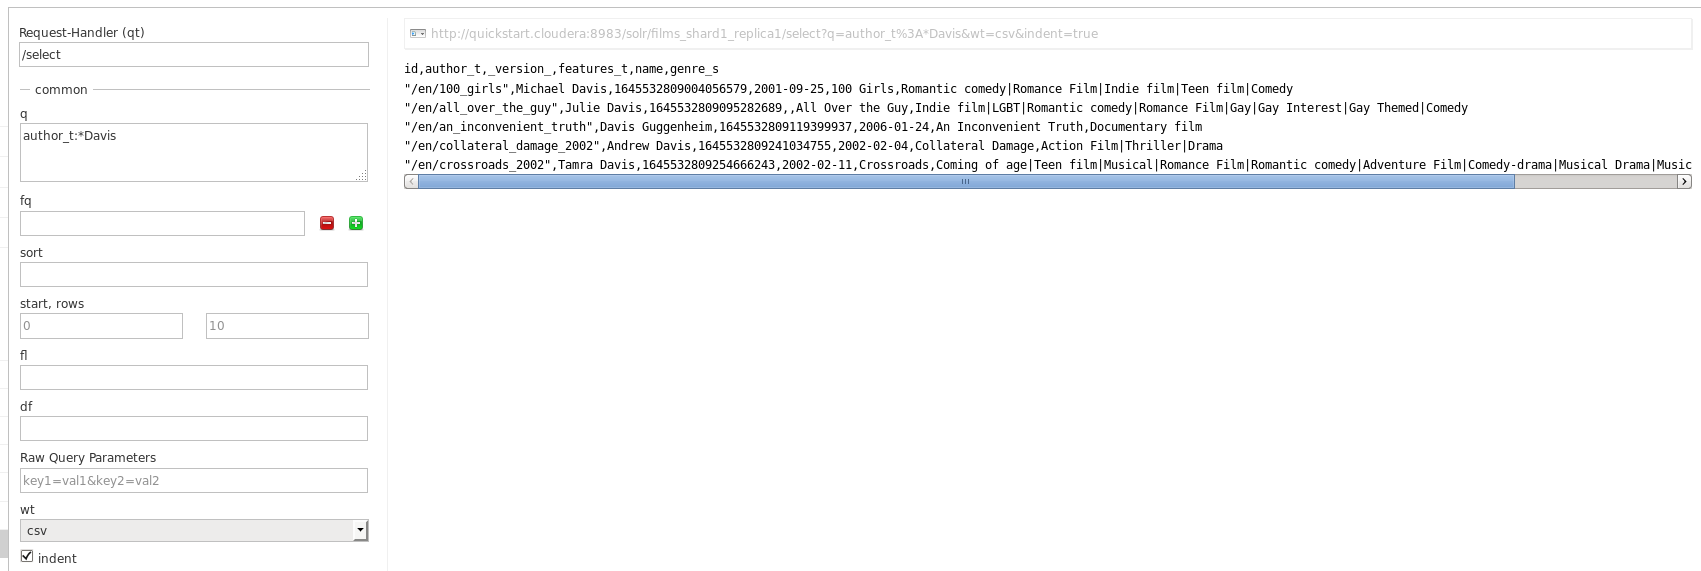 Request-Handler (qt)
/select
common
q
author_t:*Davis
fq
sort
start, rows
0 10
fl
df
Raw Query Parameters
key1=val1&key2=val2
wt
csv
indent
http://quickstart.cloudera:8983/solr/films_shard1_replica1/select?q=author_t%3A*Davis&wt=csv&indent=true
id,author_t,_version_,features_t,name,genre_s
"/en/100_girls",Michael Davis,1645532809004056579,2001-09-25,100 Girls,Romantic comedy|Romance Film|Indie film|Teen film|Comedy
"/en/all_over_the_guy",Julie Davis,1645532809095282689,,All Over the Guy,Indie film|LGBT|Romantic comedy|Romance Film|Gay|Gay Interest|Gay Themed|Comedy
"/en/an_inconvenient_truth",Davis Guggenheim,1645532809119399937,2006-01-24,An Inconvenient Truth,Documentary film
"/en/collateral_damage_2002",Andrew Davis,1645532809241034755,2002-02-04,Collateral Damage,Action Film|Thriller|Drama
"/en/crossroads_2002",Tamra Davis,1645532809254666243,2002-02-11,Crossroads,Coming of age|Teen film|Musical|Romance Film|Romantic comedy|Adventure Film|Comedy-drama|Musical Drama|Music